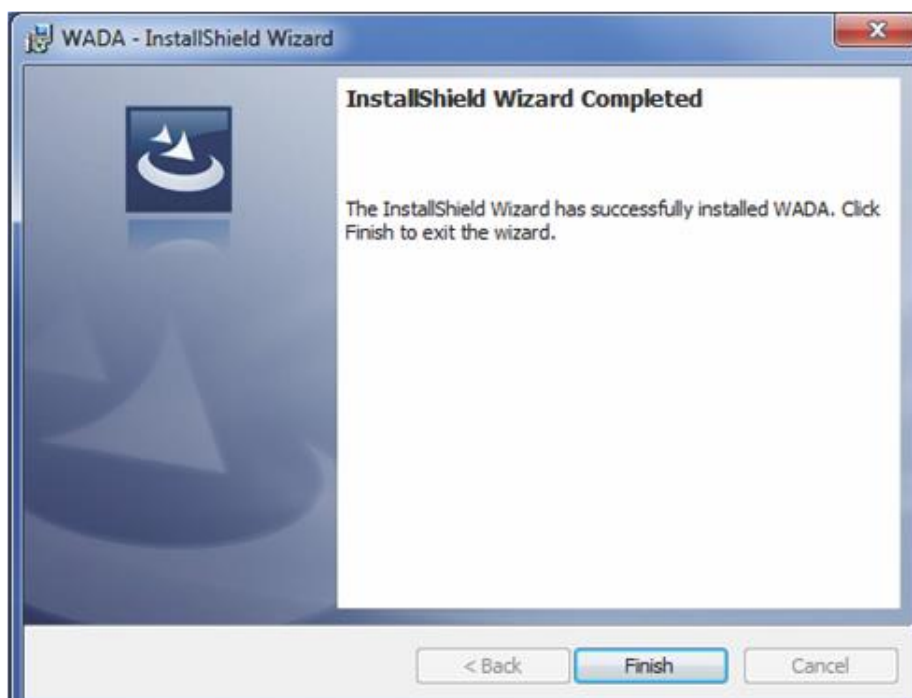 WADA - InstallShield Wizard
InstallShield Wizard Completed
The InstallShield Wizard has successfully installed WADA. Click
Finish to exit the wizard.
< Back
Finish
Cancel